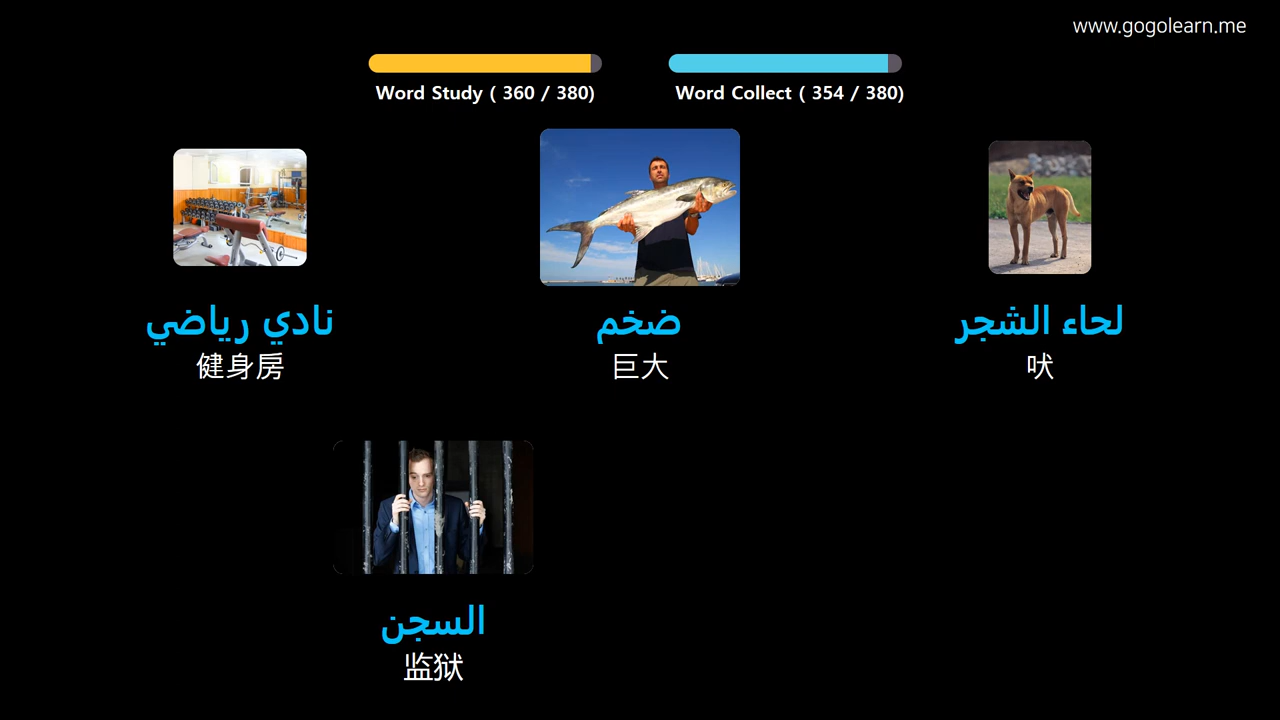 www.gogolearn.me
Word Study ( 360 / 380)
Word Collect ( 354 / 380)
نادي رياضي
健身房
ضخم
巨大
لحاء الشجر
吠
السجن
监狱